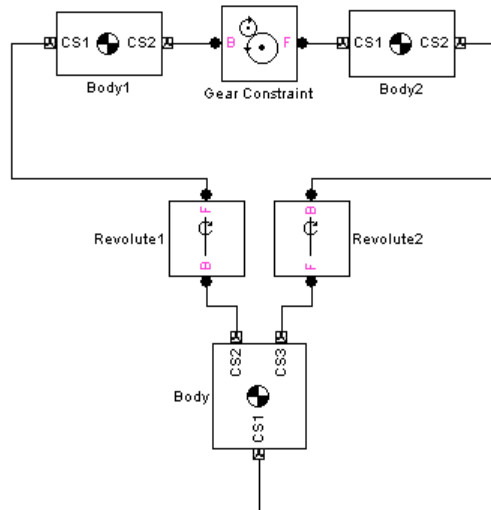 CS1 CS2
B F
CS1 CS2
Body1
Gear Constraint
Body2
F
B
Revolute1
B
F
Revolute2
CS2
CS3
Body
CS1